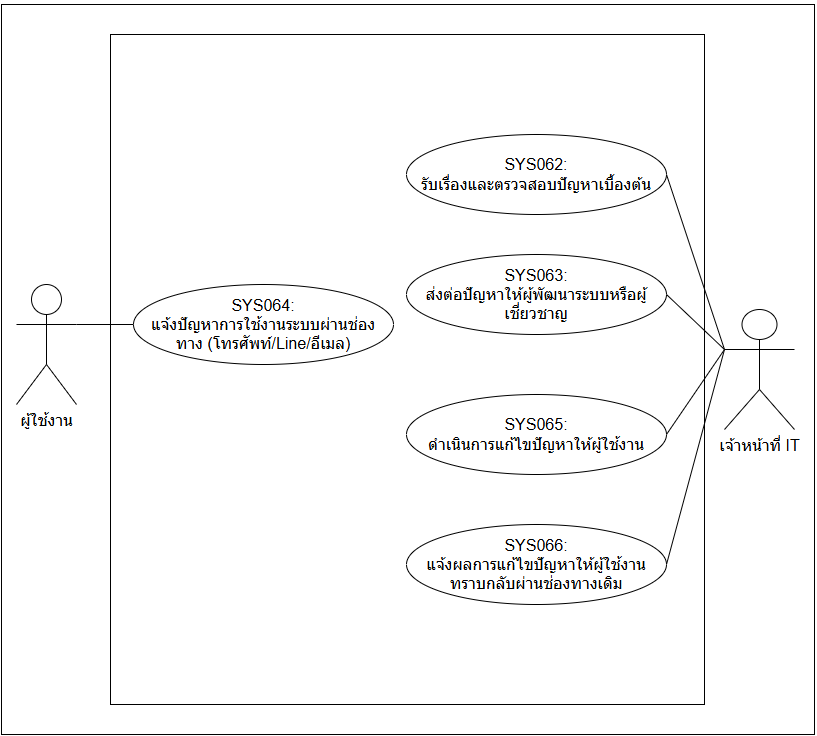 SYS062:
รับเรื่องและตรวจสอบปัญหาเบื้องต้น
SYS063:
ส่งต่อปัญหาให้ผู้พัฒนาระบบหรือผู้
เชี่ยวชาญ
SYS064:
แจ้งปัญหาการใช้งานระบบผ่านช่อง
ทาง (โทรศัพท์/Line/อีเมล)
ผู้ใช้งาน
SYS065:
ดำเนินการแก้ไขปัญหาให้ผู้ใช้งาน
เจ้าหน้าที่ IT
SYS066:
แจ้งผลการแก้ไขปัญหาให้ผู้ใช้งาน
ทราบกลับผ่านช่องทางเดิม